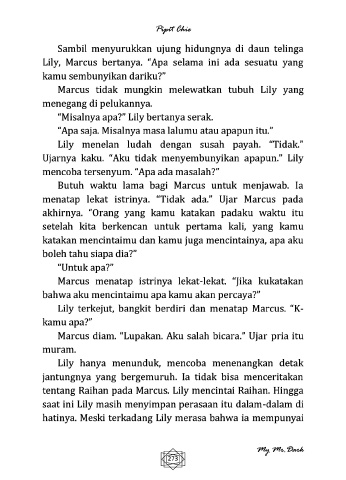 Pipit Chie
Sambil menyurukkan ujung hidungnya di daun telinga
Lily, Marcus bertanya. “Apa selama ini ada sesuatu yang
kamu sembunyikan dariku?”
Marcus tidak mungkin melewatkan tubuh Lily yang
menegang di pelukannya.
“Misalnya apa?” Lily bertanya serak.
“Apa saja. Misalnya masa lalumu atau apapun itu.”
Lily menelan ludah dengan susah payah. “Tidak.”
Ujarnya kaku. “Aku tidak menyembunyikan apapun.” Lily
mencoba tersenyum. “Apa ada masalah?”
Butuh waktu lama bagi Marcus untuk menjawab. Ia
menatap lekat istrinya. “Tidak ada.” Ujar Marcus pada
akhirnya. “Orang yang kamu katakan padaku waktu itu
setelah kita berkencan untuk pertama kali, yang kamu
katakan mencintaimu dan kamu juga mencintainya, apa aku
boleh tahu siapa dia?”
“Untuk apa?”
Marcus menatap istrinya lekat-lekat. “Jika kukatakan
bahwa aku mencintaimu apa kamu akan percaya?”
Lily terkejut, bangkit berdiri dan menatap Marcus. “K-
kamu apa?”
Marcus diam. “Lupakan. Aku salah bicara.” Ujar pria itu
muram.
Lily hanya menunduk, mencoba menenangkan detak
jantungnya yang bergemuruh. Ia tidak bisa menceritakan
tentang Raihan pada Marcus. Lily mencintai Raihan. Hingga
saat ini Lily masih menyimpan perasaan itu dalam-dalam di
hatinya. Meski terkadang Lily merasa bahwa ia mempunyai
273
My Mr. Dark